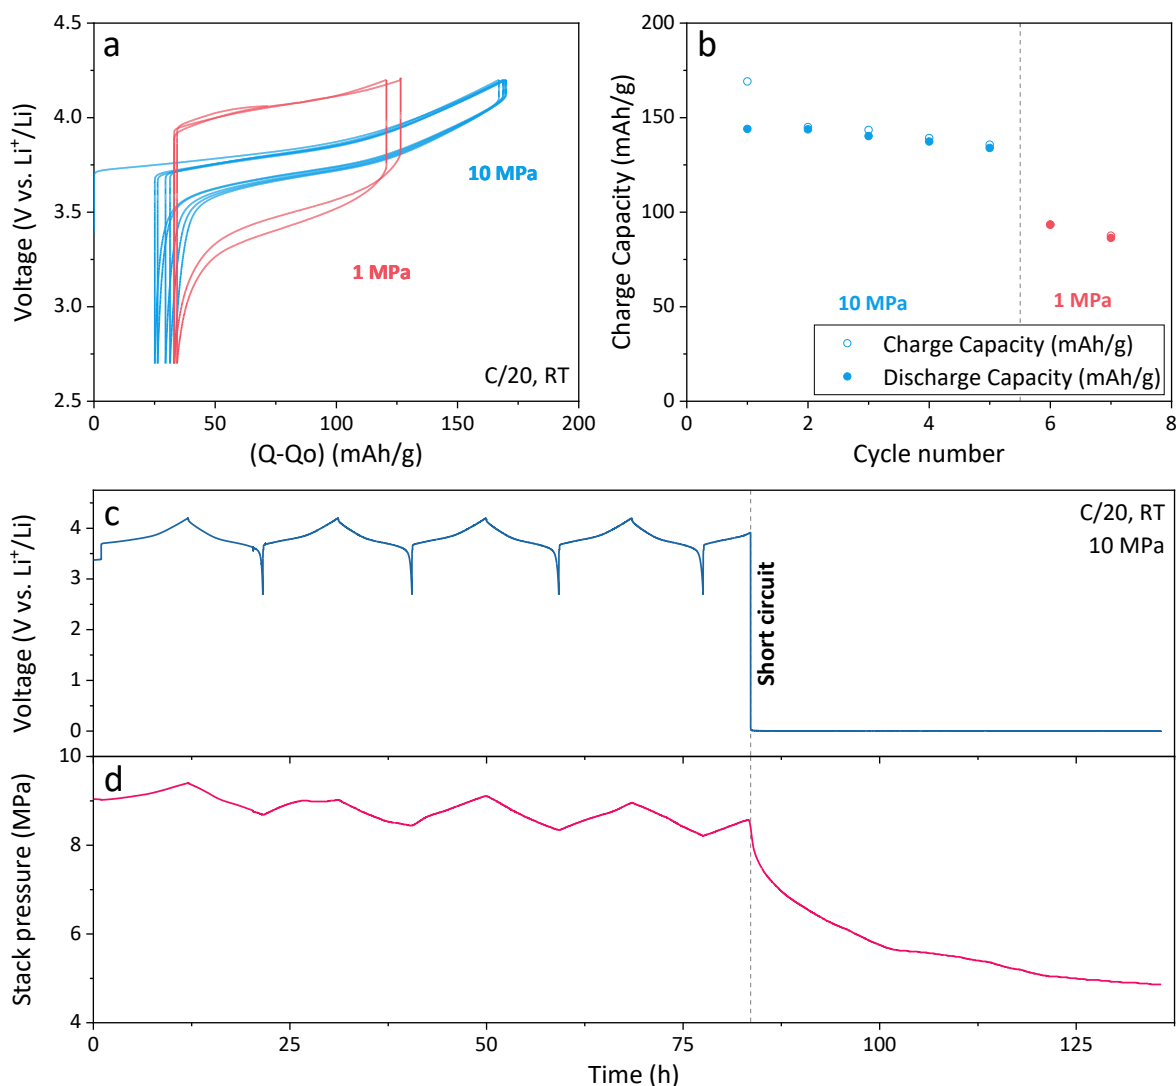 a
4.5
4.0
3.5
3.0
2.5
Voltage (V vs. Li⁺/Li)
10 MPa
1 MPa
C/20, RT
0 50 100 150 200
(Q-Qo) (mAh/g)
b
200
150
100
50
0
Charge Capacity (mAh/g)
10 MPa
1 MPa
Charge Capacity (mAh/g)
Discharge Capacity (mAh/g)
0 2 4 6 8
Cycle number
c
4
3
2
1
0
Voltage (V vs. Li⁺/Li)
C/20, RT
10 MPa
Short circuit
d
10
8
6
4
Stack pressure (MPa)
0 25 50 75 100 125
Time (h)